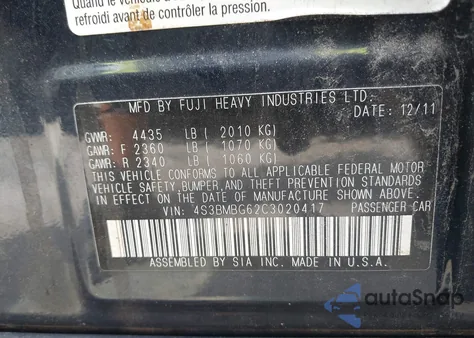 Quand le véhicule a
refroidi avant de contrôler la pression.
MFD BY FUJI HEAVY INDUSTRIES LTD.
DATE: 12/11
GVWR: 4435 LB ( 2010 KG)
GAWR: F 2360 LB ( 1070 KG)
GAWR: R 2340 LB ( 1060 KG)
THIS VEHICLE CONFORMS TO ALL APPLICABLE FEDERAL MOTOR
VEHICLE SAFETY, BUMPER, AND THEFT PREVENTION STANDARDS
IN EFFECT ON THE DATE OF MANUFACTURE SHOWN ABOVE.
VIN: 4S3BMBG62C3020417 PASSENGER CAR
ASSEMBLED BY SIA INC. MADE IN U.S.A.
autoSnap